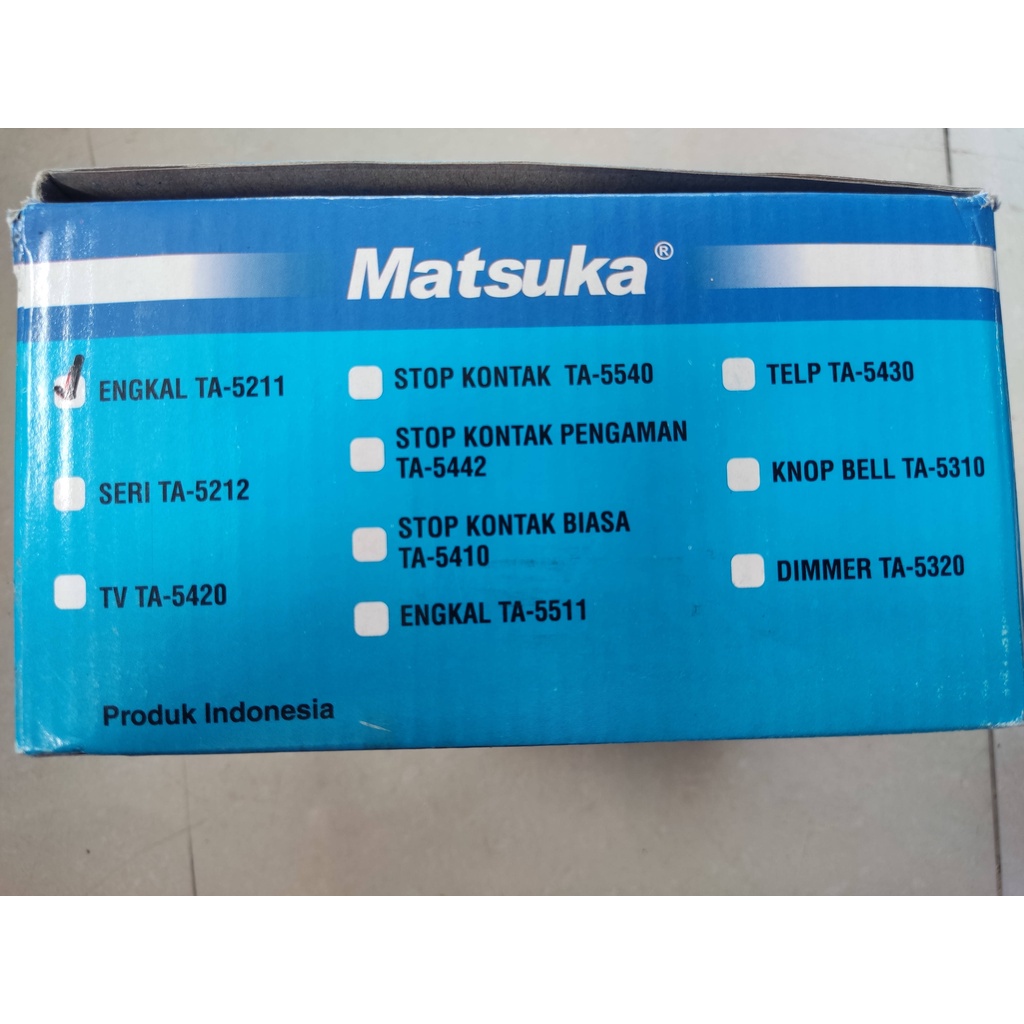 Matsuka®
ENGKAL TA-5211
SERI TA-5212
TV TA-5420
STOP KONTAK TA-5540
STOP KONTAK PENGAMAN
TA-5442
STOP KONTAK BIASA
TA-5410
ENGKAL TA-5511
TELP TA-5430
KNOP BELL TA-5310
DIMMER TA-5320
Produk Indonesia